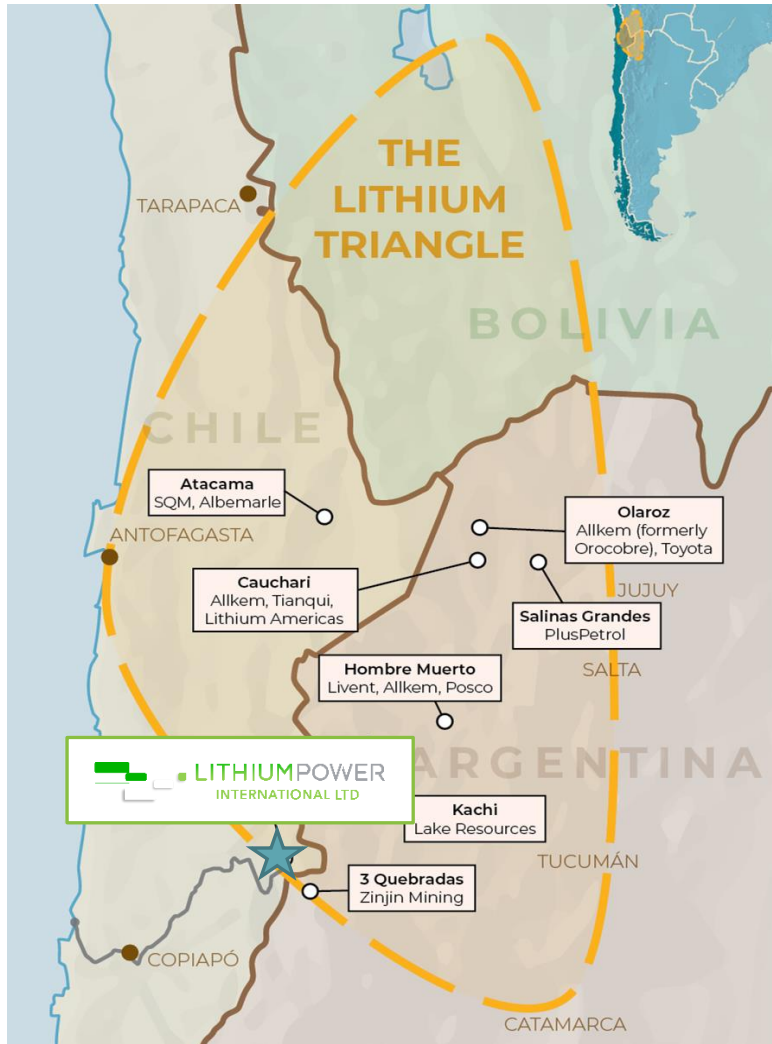 THE
LITHIUM
TRIANGLE
TARAPACA
BOLIVIA
CHILE
Atacama
SQM, Albemarle
ANTOFAGASTA
Olaroz
Allkem (formerly
Orocobre), Toyota
Cauchari
Allkem, Tianqui,
Lithium Americas
JUJUY
Salinas Grandes
PlusPetrol
SALTA
Hombre Muerto
Livent, Allkem, Posco
ARGENTINA
LITHIUMPOWER
INTERNATIONAL LTD
Kachi
Lake Resources
TUCUMÁN
3 Quebradas
Zinjin Mining
COPIAPÓ
CATAMARCA